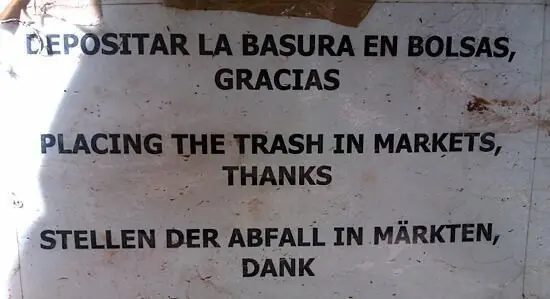 DEPOSITAR LA BASURA EN BOLSAS,
GRACIAS
PLACING THE TRASH IN MARKETS,
THANKS
STELLEN DER ABFALL IN MÄRKTEN,
DANK